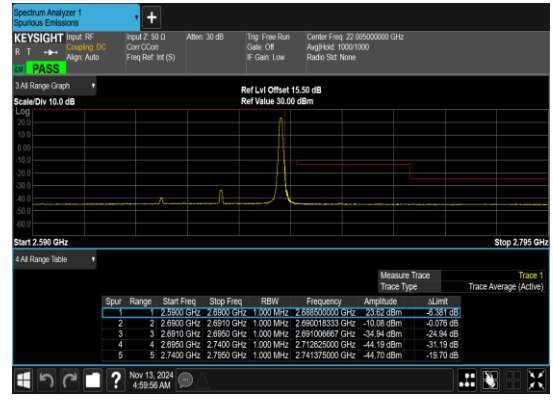 Spectrum Analyzer 1
Spurious Emissions
KEYSIGHT Input: RF Input Z: 50 Ω Atten: 30 dB Trig: Free Run Center Freq: 22.005000000 GHz
R T Coupling: DC Corr CCorr Gate: Off Avg|Hold: 1000/1000
Align: Auto Freq Ref: Int (S) IF Gain: Low Radio Std: None
PASS
3 All Range Graph
Ref Lvl Offset 15.50 dB
Scale/Div 10.0 dB Ref Value 30.00 dBm
Log
20.0
10.0
0.00
-10.0
-20.0
-30.0
-40.0
-50.0
-60.0
Start 2.590 GHz Stop 2.795 GHz
4 All Range Table
Measure Trace Trace 1
Trace Type Trace Average (Active)
Spur Range Start Freq Stop Freq RBW Frequency Amplitude ΔLimit
1 1 2.5900 GHz 2.6900 GHz 1.000 MHz 2.688500000 GHz 23.62 dBm -6.381 dB
2 2 2.6900 GHz 2.6910 GHz 1.000 MHz 2.690018333 GHz -10.08 dBm -0.076 dB
3 3 2.6910 GHz 2.6950 GHz 1.000 MHz 2.691006667 GHz -34.94 dBm -24.94 dB
4 4 2.6950 GHz 2.7400 GHz 1.000 MHz 2.712625000 GHz -44.19 dBm -31.19 dB
5 5 2.7400 GHz 2.7950 GHz 1.000 MHz 2.741375000 GHz -44.70 dBm -19.70 dB
Nov 13, 2024
4:59:56 AM